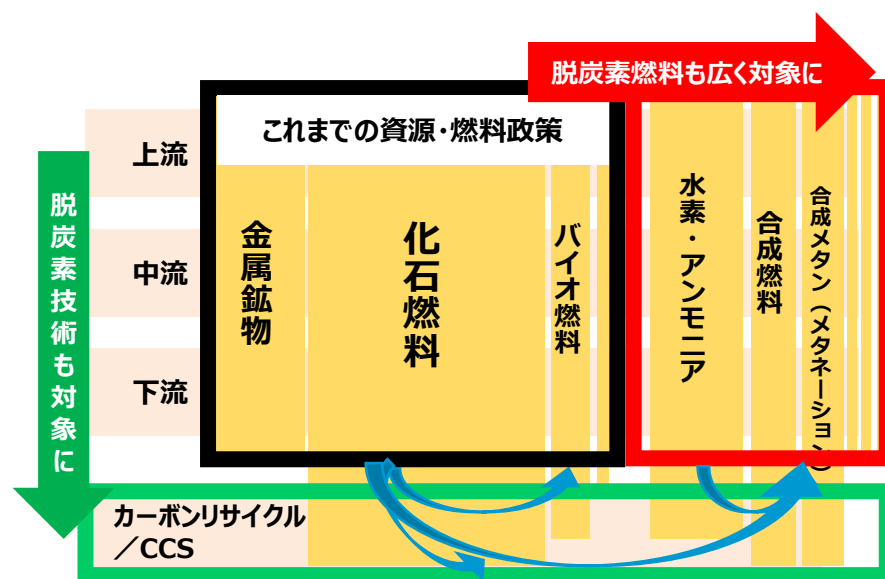 脱炭素燃料も広く対象に
これまでの資源・燃料政策
上流
中流
下流
脱炭素技術も対象に
金属鉱物
化石燃料
バイオ燃料
水素・アンモニア
合成燃料
合成メタン（メタネーション）
カーボンリサイクル
／CCS